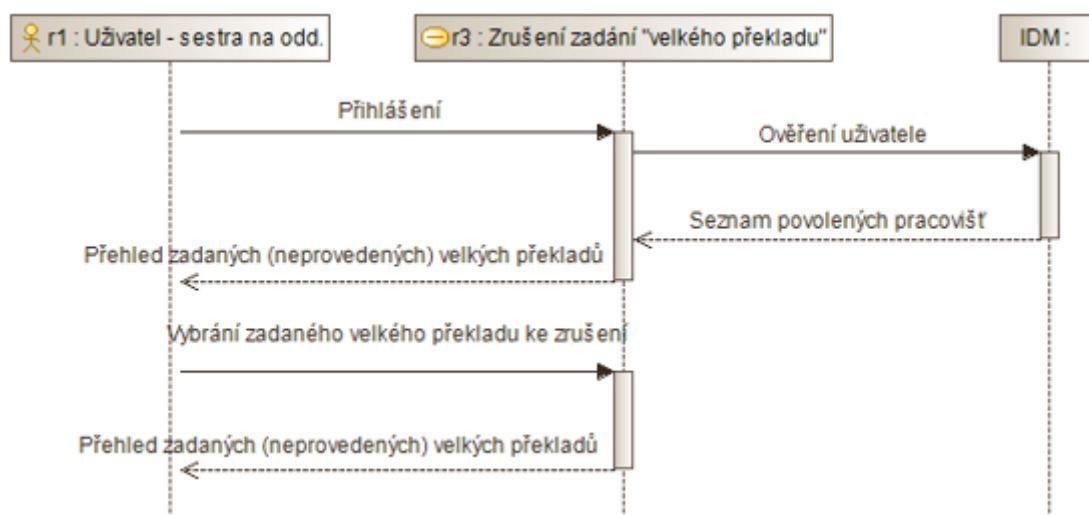 r1 : Uživatel - sestra na odd.
r3 : Zrušení zadání "velkého překladu"
IDM :
Přihlášení
Ověření uživatele
Seznam povolených pracovišť
Přehled zadaných (neprovedených) velkých překladů
Vybrání zadaného velkého překladu ke zrušení
Přehled zadaných (neprovedených) velkých překladů